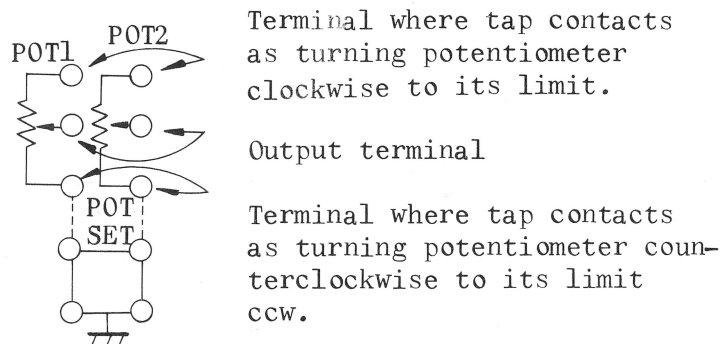 POT1
POT2
POT
SET
Terminal where tap contacts
as turning potentiometer
clockwise to its limit.
Output terminal
Terminal where tap contacts
as turning potentiometer coun-
terclockwise to its limit
ccw.